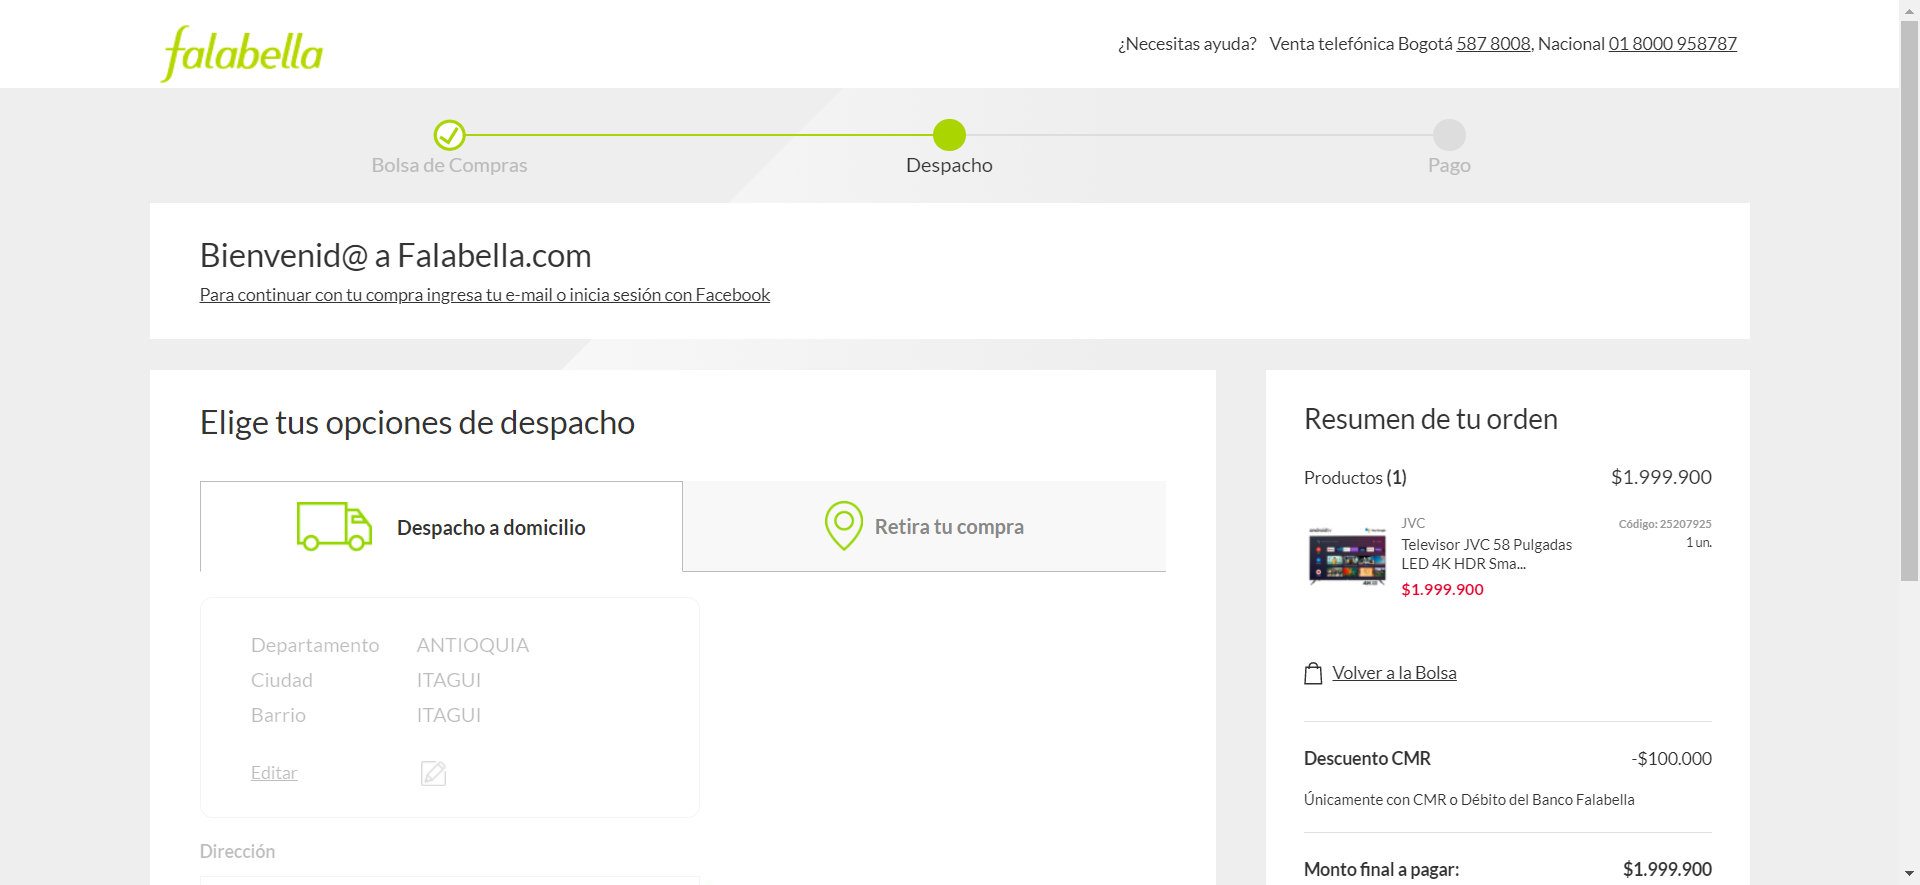 falabella
¿Necesitas ayuda? Venta telefónica Bogotá 587 8008, Nacional 01 8000 958787
Bolsa de Compras
Despacho
Pago
Bienvenid@ a Falabella.com
Para continuar con tu compra ingresa tu e-mail o inicia sesión con Facebook
Elige tus opciones de despacho
Despacho a domicilio
Retira tu compra
Departamento ANTIOQUIA
Ciudad ITAGUI
Barrio ITAGUI
Editar
Dirección
Resumen de tu orden
Productos (1) $1.999.900
JVC
Código: 25207925
Televisor JVC 58 Pulgadas
1 un.
LED 4K HDR Sma...
$1.999.900
Volver a la Bolsa
Descuento CMR -$100.000
Únicamente con CMR o Débito del Banco Falabella
Monto final a pagar: $1.999.900